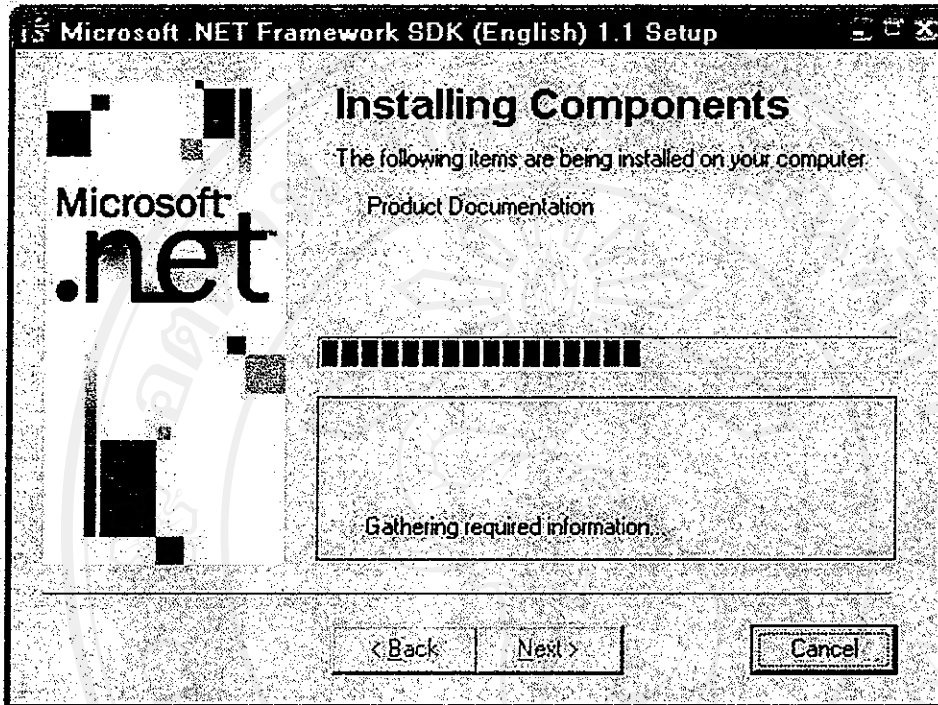 Microsoft .NET Framework SDK (English) 1.1 Setup
Installing Components
The following items are being installed on your computer
Product Documentation
Microsoft
.net
Gathering required information...
< Back
Next >
Cancel